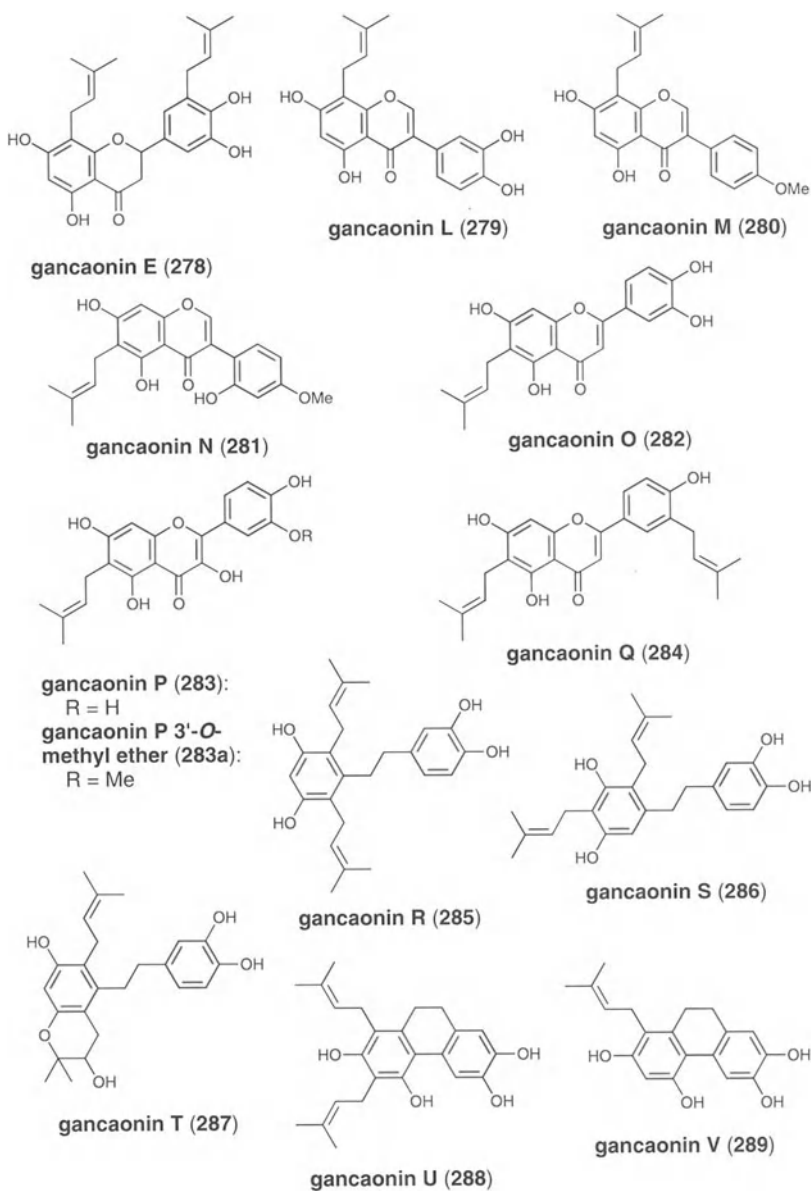 OH
HO O OH
OH O
gancaonin E (278)
HO O
OH
OH O OH
gancaonin L (279)
HO O
OH O OMe
gancaonin M (280)
HO O
OH O HO OMe
gancaonin N (281)
OH
HO O OH
OH O
gancaonin O (282)
OH
HO O OR
OH
OH O
gancaonin P (283):
R = H
gancaonin P 3'-O-
methyl ether (283a):
R = Me
OH
HO O
OH O
gancaonin Q (284)
OH
HO OH
HO
gancaonin R (285)
OH
HO OH
HO
gancaonin S (286)
OH
HO OH
O
HO
gancaonin T (287)
HO OH
OH OH
gancaonin U (288)
HO OH
OH OH
gancaonin V (289)